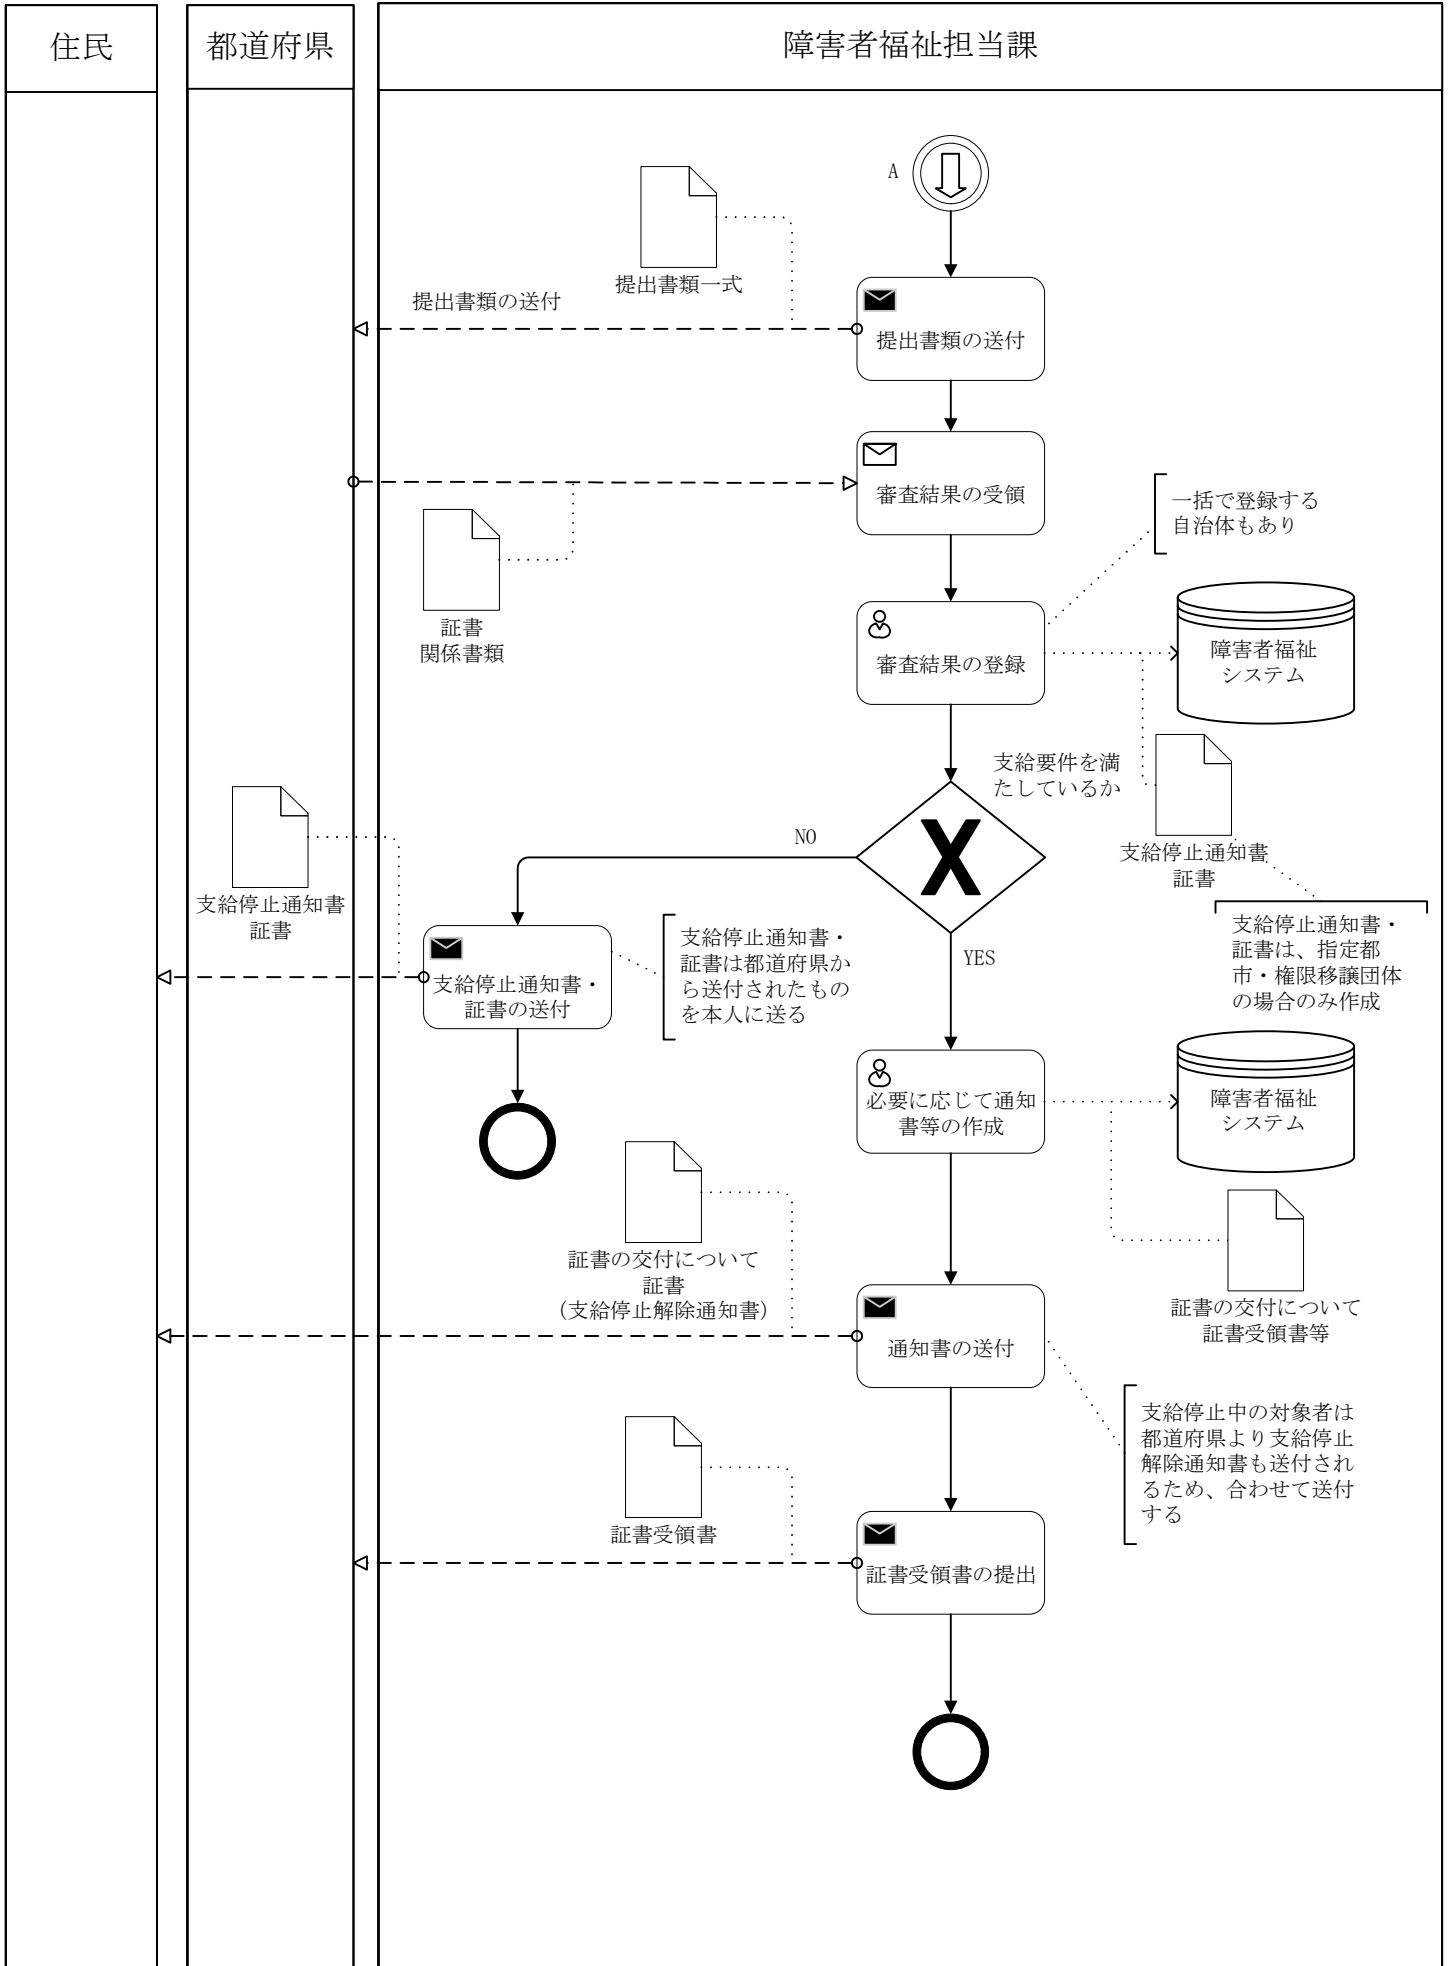 住民
都道府県
障害者福祉担当課
A
提出書類一式
提出書類の送付
提出書類の送付
審査結果の受領
一括で登録する
自治体もあり
証書
関係書類
審査結果の登録
障害者福祉
システム
支給要件を満
たしているか
NO
支給停止通知書
証書
支給停止通知書
証書
支給停止通知書・
証書は、指定都
市・権限移譲団体
の場合のみ作成
支給停止通知書・
証書の送付
支給停止通知書・
証書は都道府県か
ら送付されたもの
を本人に送る
YES
必要に応じて通知
書等の作成
障害者福祉
システム
証書の交付について
証書
（支給停止解除通知書）
証書の交付について
証書受領書等
通知書の送付
支給停止中の対象者は
都道府県より支給停止
解除通知書も送付され
るため、合わせて送付
する
証書受領書
証書受領書の提出